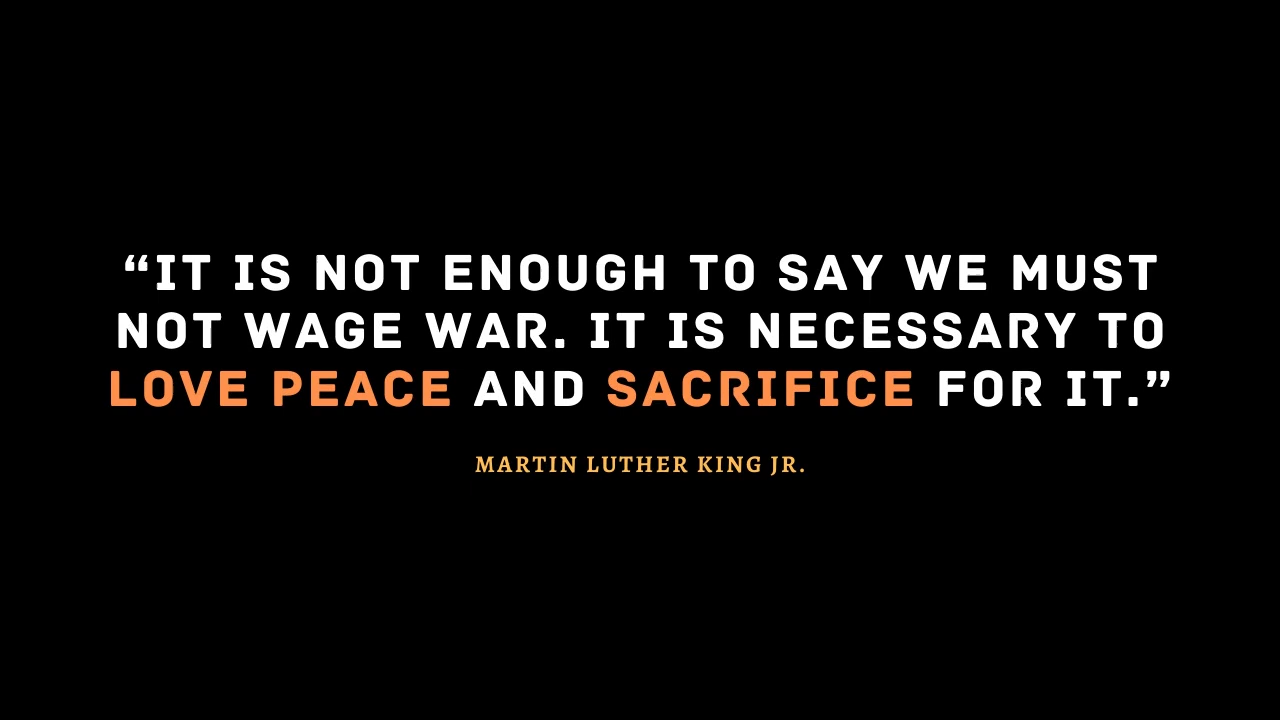 “IT IS NOT ENOUGH TO SAY WE MUST
NOT WAGE WAR. IT IS NECESSARY TO
LOVE PEACE AND SACRIFICE FOR IT.”
MARTIN LUTHER KING JR.